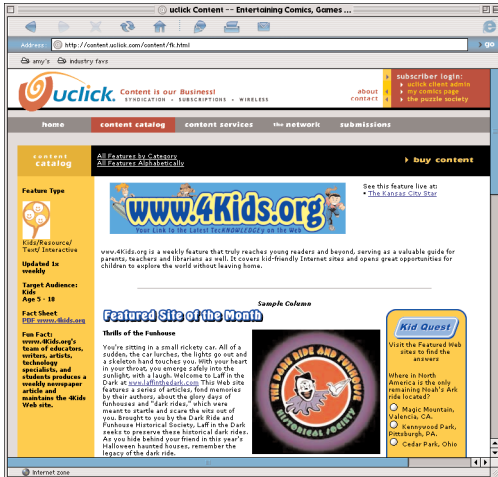 uclick Content -- Entertaining Comics, Games ...
Address: http://content.uclick.com/content/fk.html
go
amy's
industry favs
uclick.
Content is our Business!
SYNDICATION • SUBSCRIPTIONS • WIRELESS
about
contact
subscriber login:
uclick client admin
my comics page
the puzzle society
home
content catalog
content services
the network
submissions
content
catalog
All Features by Category
All Features Alphabetically
buy content
Feature Type
Kids/Resource/
Text/ Interactive
Updated 1x
weekly
Target Audience:
Kids
Age 5 - 18
Fact Sheet
PDF www.4kids.org
Fun Fact:
www.4Kids.org's
team of educators,
writers, artists,
technology
specialists, and
students produces a
weekly newspaper
article and
maintains the 4Kids
Web site.
www.4Kids.org
Your Link to the Latest TecKNOWLEDGEy on the Web
See this feature live at:
• The Kansas City Star
www.4Kids.org is a weekly feature that truly reaches young readers and beyond, serving as a valuable guide for
parents, teachers and librarians as well. It covers kid-friendly Internet sites and opens great opportunities for
children to explore the world without leaving home.
Sample Column
Featured Site of the Month
Thrills of the Funhouse
You're sitting in a small rickety car. All of a
sudden, the car lurches, the lights go out and
a skeleton hand touches you. With your heart
in your throat, you emerge safely into the
sunlight, with a laugh. Welcome to Laff in the
Dark at www.laffinthedark.com This Web site
features a series of articles, fond memories
by their authors, about the glory days of
funhouses and "dark rides," which were
meant to startle and scare the wits out of
you. Brought to you by the Dark Ride and
Funhouse Historical Society, Laff in the Dark
seeks to preserve these historical dark rides.
As you hide behind your friend in this year's
Halloween haunted houses, remember the
legacy of the dark ride.
THE DARK RIDE AND FUNHOUSE
HISTORICAL SOCIETY
Kid Quest
Visit the Featured Web
sites to find the
answers
Where in North
America is the only
remaining Noah's Ark
ride located?
Magic Mountain,
Valencia, CA.
Kennywood Park,
Pittsburgh, PA.
Cedar Park, Ohio
Internet zone